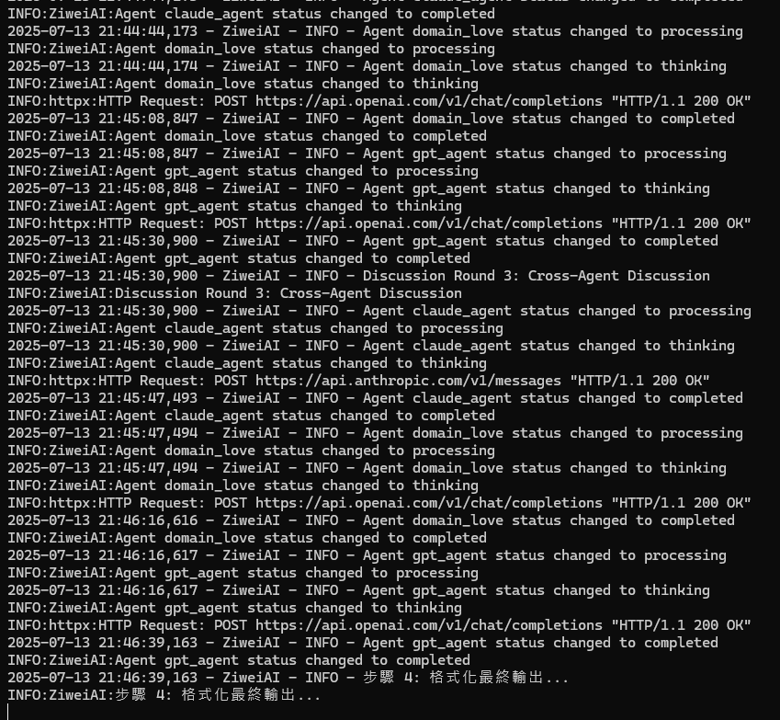 INFO:ZiweiAI:Agent claude_agent status changed to completed
2025-07-13 21:44:44,173 - ZiweiAI - INFO - Agent domain_love status changed to processing
INFO:ZiweiAI:Agent domain_love status changed to processing
2025-07-13 21:44:44,174 - ZiweiAI - INFO - Agent domain_love status changed to thinking
INFO:ZiweiAI:Agent domain_love status changed to thinking
INFO:httpx:HTTP Request: POST https://api.openai.com/v1/chat/completions "HTTP/1.1 200 OK"
2025-07-13 21:45:08,847 - ZiweiAI - INFO - Agent domain_love status changed to completed
INFO:ZiweiAI:Agent domain_love status changed to completed
2025-07-13 21:45:08,847 - ZiweiAI - INFO - Agent gpt_agent status changed to processing
INFO:ZiweiAI:Agent gpt_agent status changed to processing
2025-07-13 21:45:08,848 - ZiweiAI - INFO - Agent gpt_agent status changed to thinking
INFO:ZiweiAI:Agent gpt_agent status changed to thinking
INFO:httpx:HTTP Request: POST https://api.openai.com/v1/chat/completions "HTTP/1.1 200 OK"
2025-07-13 21:45:30,900 - ZiweiAI - INFO - Agent gpt_agent status changed to completed
INFO:ZiweiAI:Agent gpt_agent status changed to completed
2025-07-13 21:45:30,900 - ZiweiAI - INFO - Discussion Round 3: Cross-Agent Discussion
INFO:ZiweiAI:Discussion Round 3: Cross-Agent Discussion
2025-07-13 21:45:30,900 - ZiweiAI - INFO - Agent claude_agent status changed to processing
INFO:ZiweiAI:Agent claude_agent status changed to processing
2025-07-13 21:45:30,900 - ZiweiAI - INFO - Agent claude_agent status changed to thinking
INFO:ZiweiAI:Agent claude_agent status changed to thinking
INFO:httpx:HTTP Request: POST https://api.anthropic.com/v1/messages "HTTP/1.1 200 OK"
2025-07-13 21:45:47,493 - ZiweiAI - INFO - Agent claude_agent status changed to completed
INFO:ZiweiAI:Agent claude_agent status changed to completed
2025-07-13 21:45:47,494 - ZiweiAI - INFO - Agent domain_love status changed to processing
INFO:ZiweiAI:Agent domain_love status changed to processing
2025-07-13 21:45:47,494 - ZiweiAI - INFO - Agent domain_love status changed to thinking
INFO:ZiweiAI:Agent domain_love status changed to thinking
INFO:httpx:HTTP Request: POST https://api.openai.com/v1/chat/completions "HTTP/1.1 200 OK"
2025-07-13 21:46:16,616 - ZiweiAI - INFO - Agent domain_love status changed to completed
INFO:ZiweiAI:Agent domain_love status changed to completed
2025-07-13 21:46:16,617 - ZiweiAI - INFO - Agent gpt_agent status changed to processing
INFO:ZiweiAI:Agent gpt_agent status changed to processing
2025-07-13 21:46:16,617 - ZiweiAI - INFO - Agent gpt_agent status changed to thinking
INFO:ZiweiAI:Agent gpt_agent status changed to thinking
INFO:httpx:HTTP Request: POST https://api.openai.com/v1/chat/completions "HTTP/1.1 200 OK"
2025-07-13 21:46:39,163 - ZiweiAI - INFO - Agent gpt_agent status changed to completed
INFO:ZiweiAI:Agent gpt_agent status changed to completed
2025-07-13 21:46:39,163 - ZiweiAI - INFO - 步驟 4: 格式化最終輸出...
INFO:ZiweiAI:步驟 4: 格式化最終輸出...